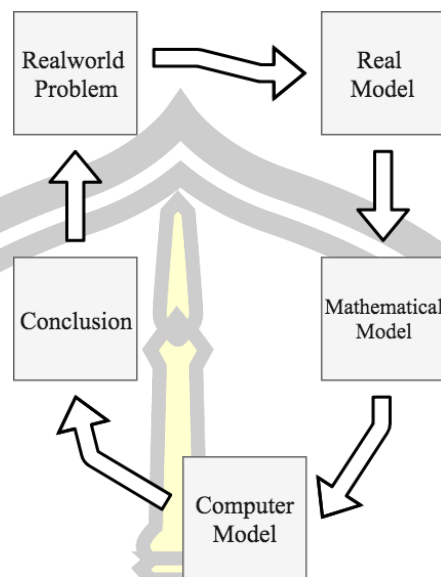 Realworld
Problem
Real
Model
Mathematical
Model
Computer
Model
Conclusion